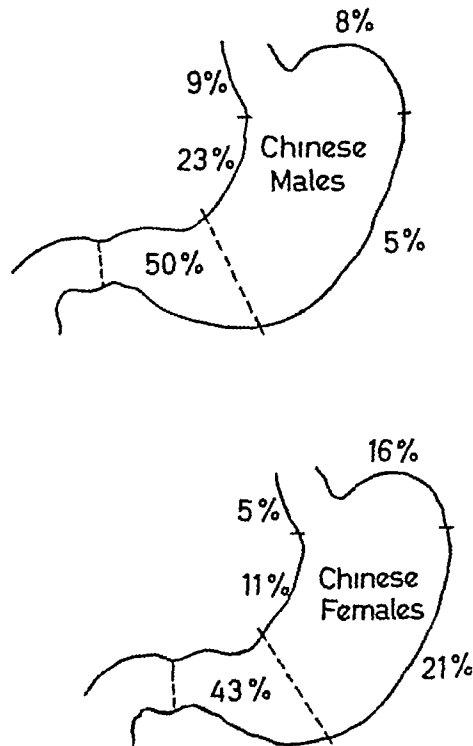 8%
9%
23%
Chinese
Males
5%
50%
16%
5%
11%
Chinese
Females
21%
43%